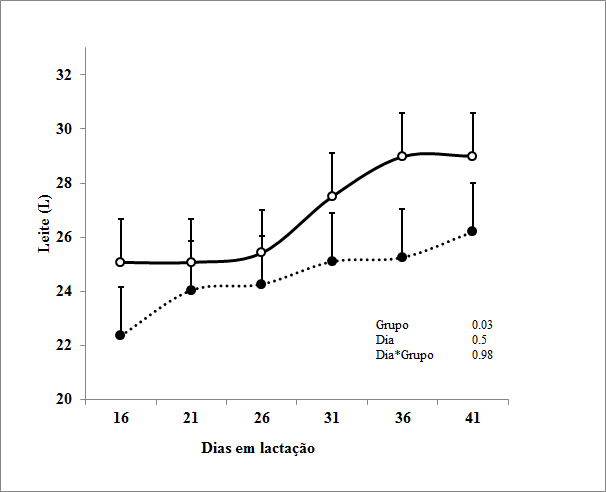 32
30
28
26
24
22
20
Leite (L)
Grupo 0.03
Dia 0.5
Dia*Grupo 0.98
16 21 26 31 36 41
Dias em lactação